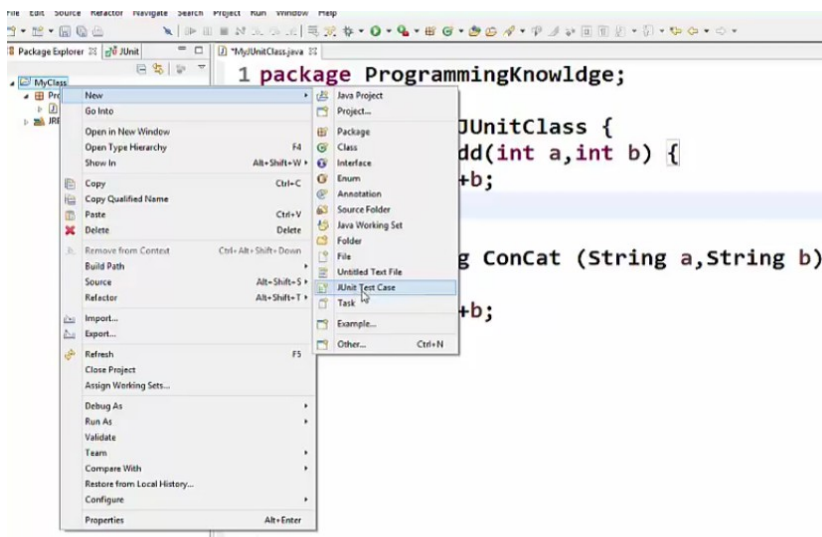 File Edit Source Refactor Navigate Search Project Run Window Help
Package Explorer JUnit
*MyJUnitClass.java
MyClass
1 package ProgrammingKnowldge;
JUnitClass {
dd(int a,int b) {
+b;
g ConCat (String a,String b)
+b;
New
Go Into
Open in New Window
Open Type Hierarchy F4
Show In Alt+Shift+W
Copy Ctrl+C
Copy Qualified Name
Paste Ctrl+V
Delete Delete
Remove from Context Ctrl+Alt+Shift+Down
Build Path
Source Alt+Shift+S
Refactor Alt+Shift+T
Import...
Export...
Refresh F5
Close Project
Assign Working Sets...
Debug As
Run As
Validate
Team
Compare With
Restore from Local History...
Configure
Properties Alt+Enter
Java Project
Project...
Package
Class
Interface
Enum
Annotation
Source Folder
Java Working Set
Folder
File
Untitled Text File
JUnit Test Case
Task
Example...
Other... Ctrl+N